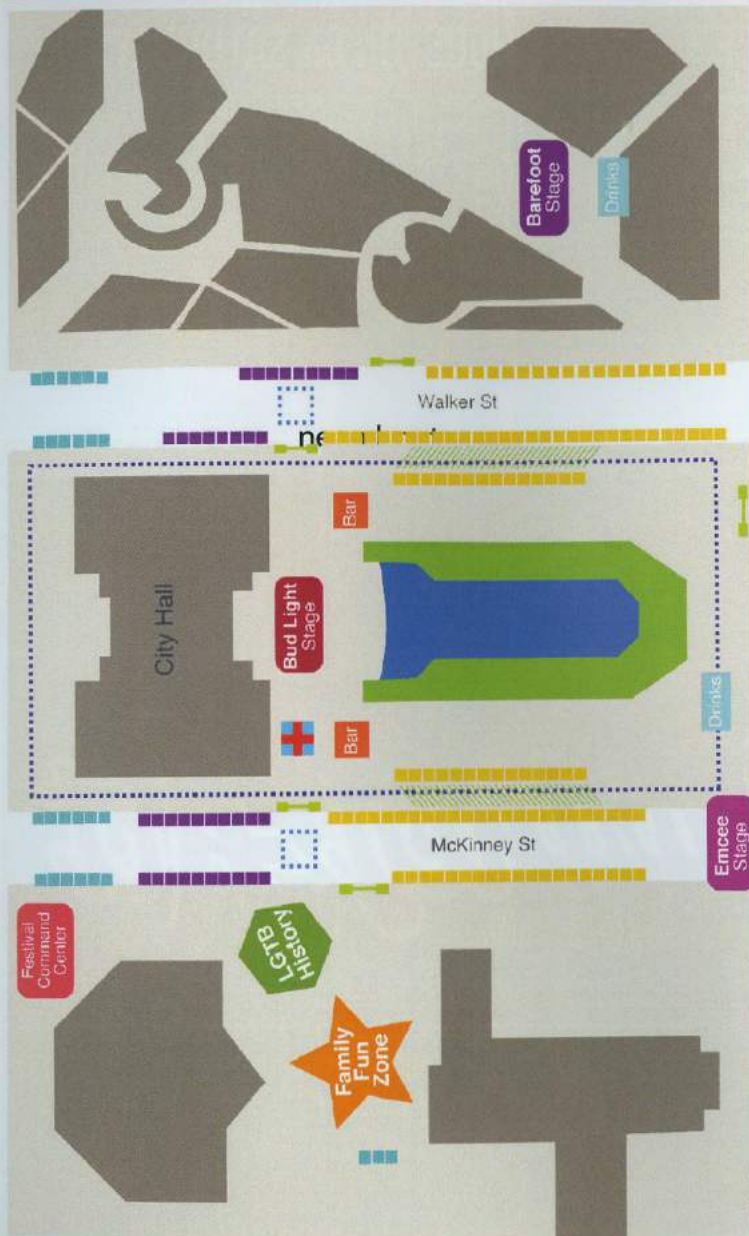 Barefoot
Stage
Drinks
Walker St
Bar
City Hall
Bud Light
Stage
Bar
Drinks
McKinney St
Emcee
Stage
Festival
Command
Center
LGTB
History
Family
Fun
Zone